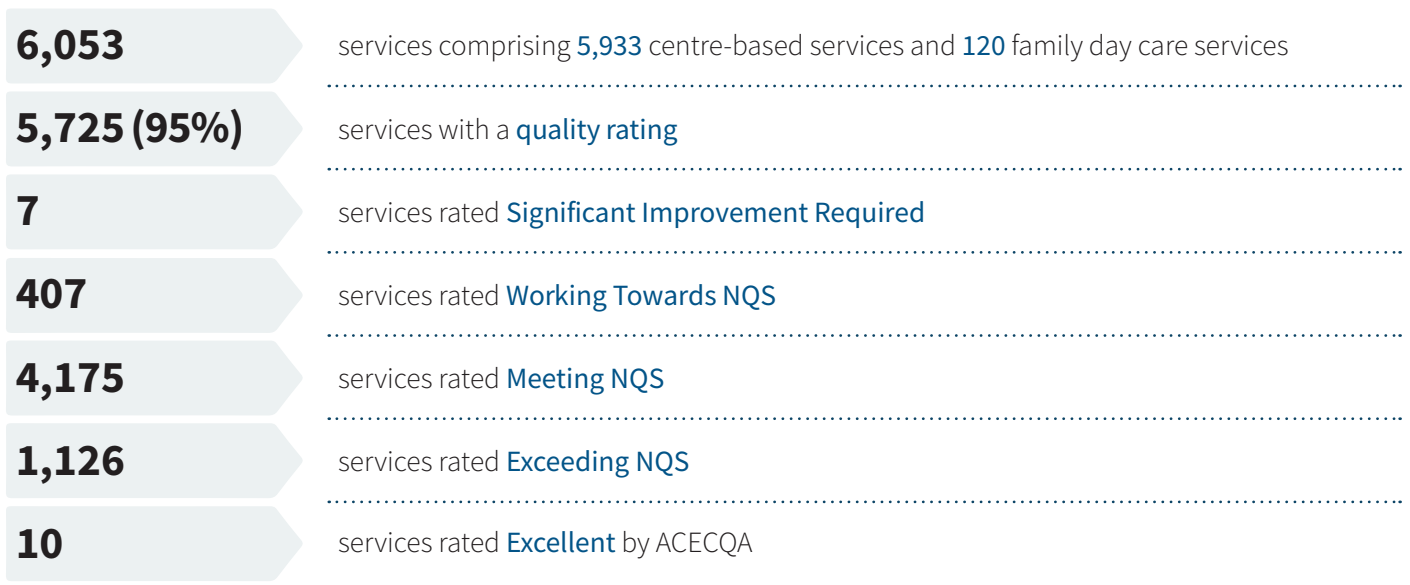 6,053 services comprising 5,933 centre-based services and 120 family day care services
5,725 (95%) services with a quality rating
7 services rated Significant Improvement Required
407 services rated Working Towards NQS
4,175 services rated Meeting NQS
1,126 services rated Exceeding NQS
10 services rated Excellent by ACECQA